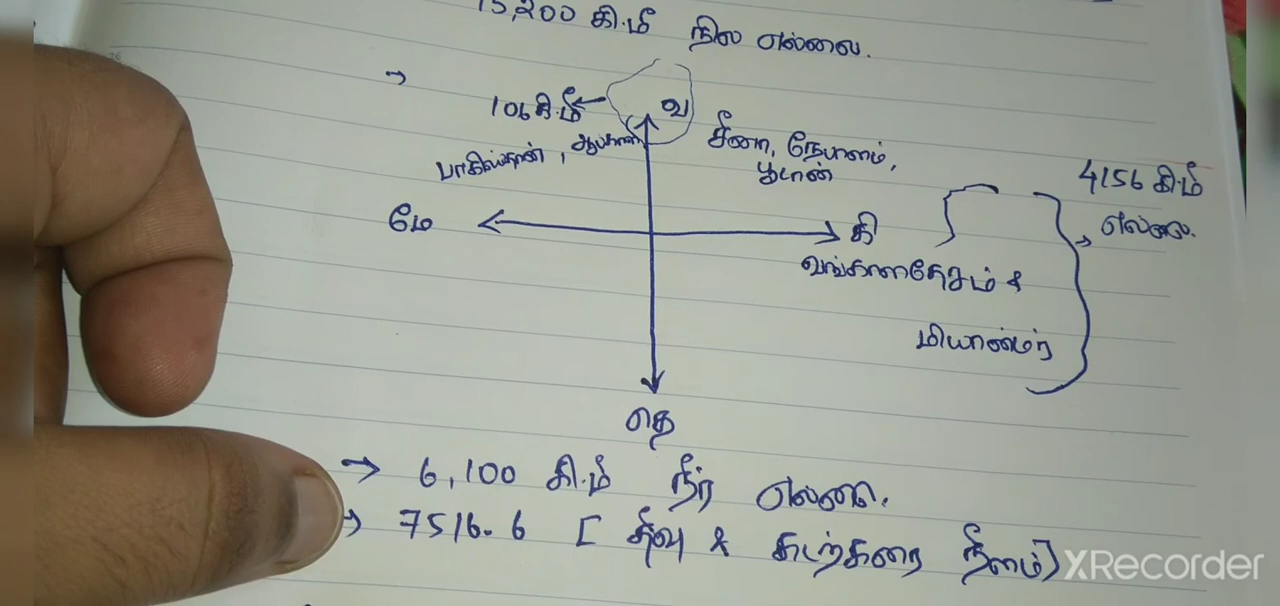 15,200 கி.மீ நில எல்லை.
→
106 கி.மீ ← வ
பாகிஸ்தான், ஆப்கான்
சீனா, நேபாளம்,
பூடான்
4156 கி.மீ
எல்லை.
மே
கி
வங்காளதேசம் &
மியான்மர்
தெ
→ 6,100 கி.மீ நீர் எல்லை.
→ 7516.6 [தீவு & கடற்கரை நீளம்]
XRecorder